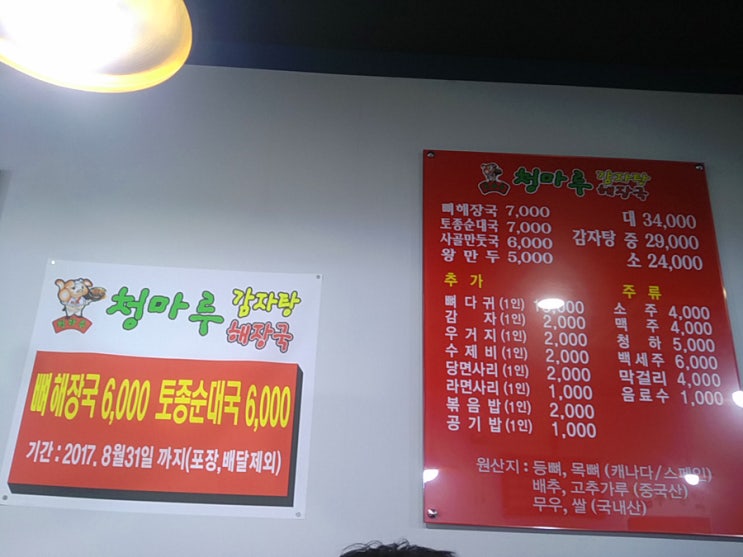 청마루 감자탕
해장국
뼈해장국 6,000 토종순대국 6,000
기간 : 2017. 8월31일 까지(포장,배달제외)
청마루 감자탕
해장국
뼈해장국 7,000
토종순대국 7,000
사골만둣국 6,000
왕만두 5,000
대 34,000
감자탕 중 29,000
소 24,000
추가
뼈다귀(1인)
감자(1인) 2,000
우거지(1인) 2,000
수제비(1인) 2,000
당면사리(1인) 2,000
라면사리(1인) 1,000
볶음밥(1인) 2,000
공기밥(1인) 1,000
주류
소주 4,000
맥주 4,000
청하 5,000
백세주 6,000
막걸리 4,000
음료수 1,000
원산지 : 등뼈, 목뼈 (캐나다/스페인)
배추, 고추가루 (중국산)
무우, 쌀 (국내산)